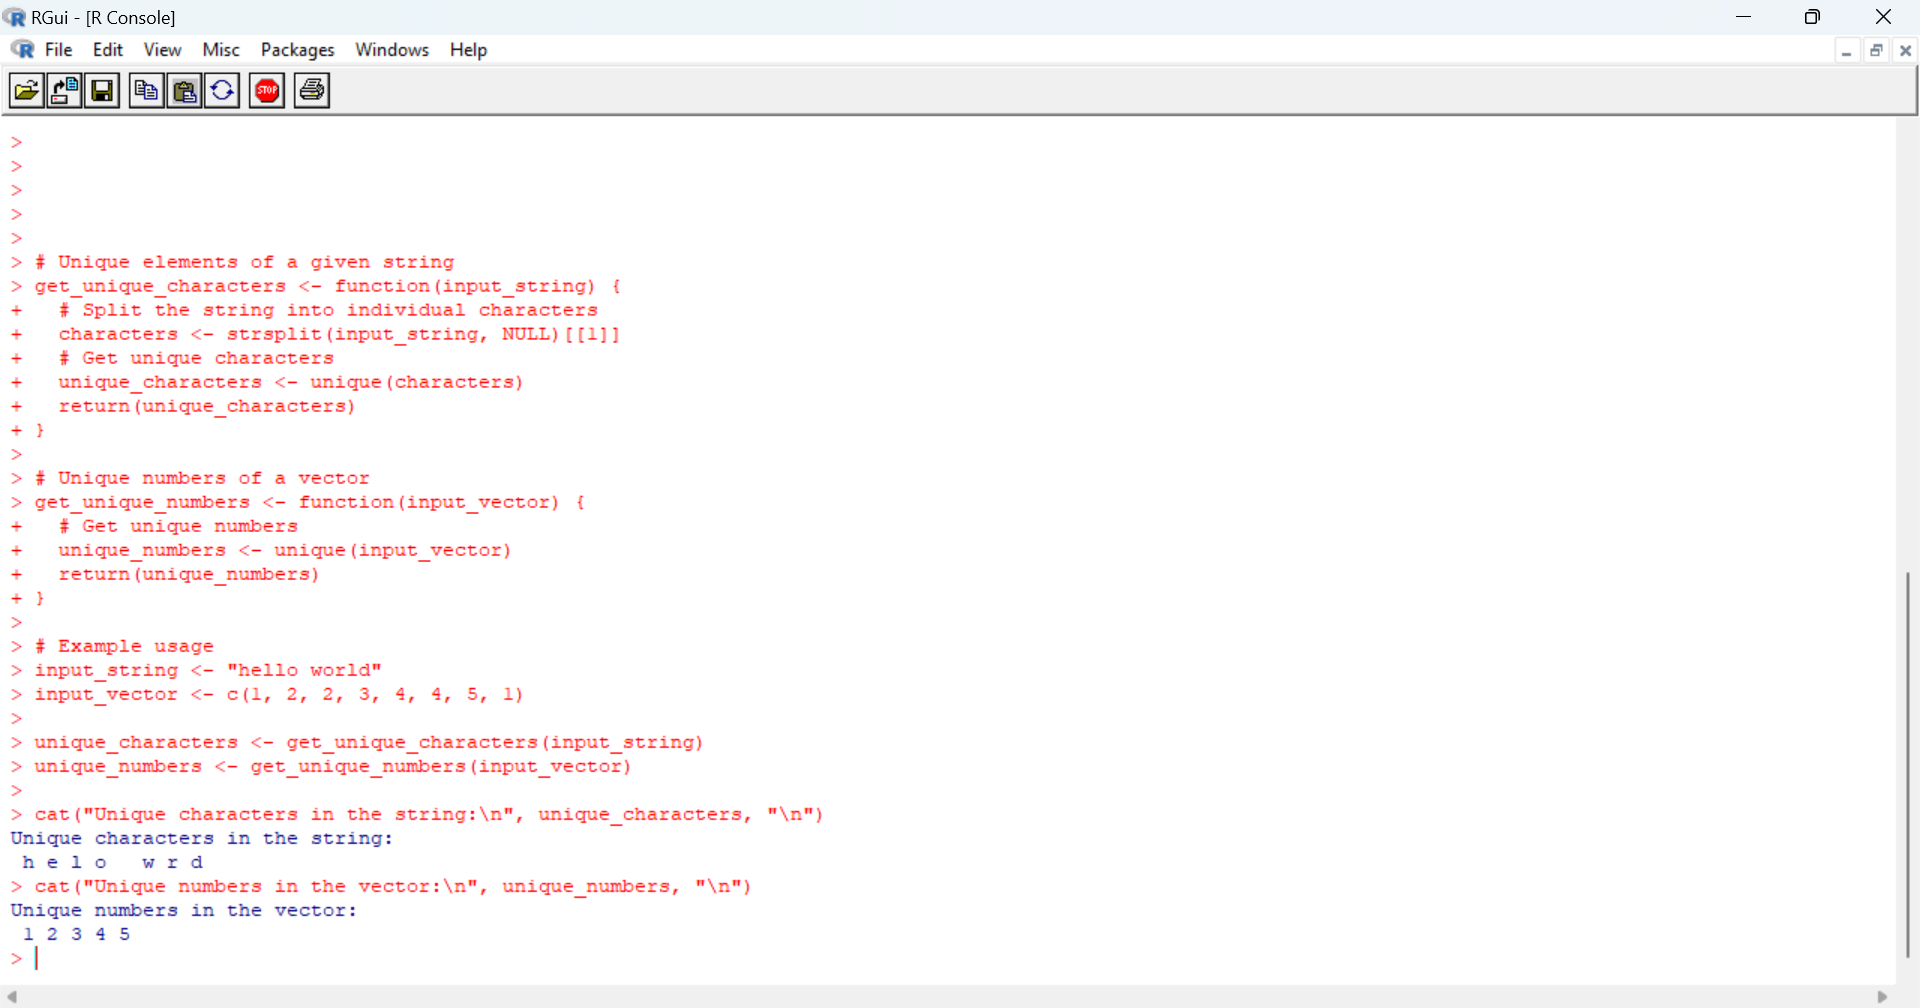 RGui - [R Console]
File Edit View Misc Packages Windows Help
STOP
>
>
>
>
>
> # Unique elements of a given string
> get_unique_characters <- function(input_string) {
+   # Split the string into individual characters
+   characters <- strsplit(input_string, NULL)[[1]]
+   # Get unique characters
+   unique_characters <- unique(characters)
+   return(unique_characters)
+ }
>
> # Unique numbers of a vector
> get_unique_numbers <- function(input_vector) {
+   # Get unique numbers
+   unique_numbers <- unique(input_vector)
+   return(unique_numbers)
+ }
>
> # Example usage
> input_string <- "hello world"
> input_vector <- c(1, 2, 2, 3, 4, 4, 5, 1)
>
> unique_characters <- get_unique_characters(input_string)
> unique_numbers <- get_unique_numbers(input_vector)
>
> cat("Unique characters in the string:\n", unique_characters, "\n")
Unique characters in the string:
 h e l o   w r d
> cat("Unique numbers in the vector:\n", unique_numbers, "\n")
Unique numbers in the vector:
 1 2 3 4 5
>